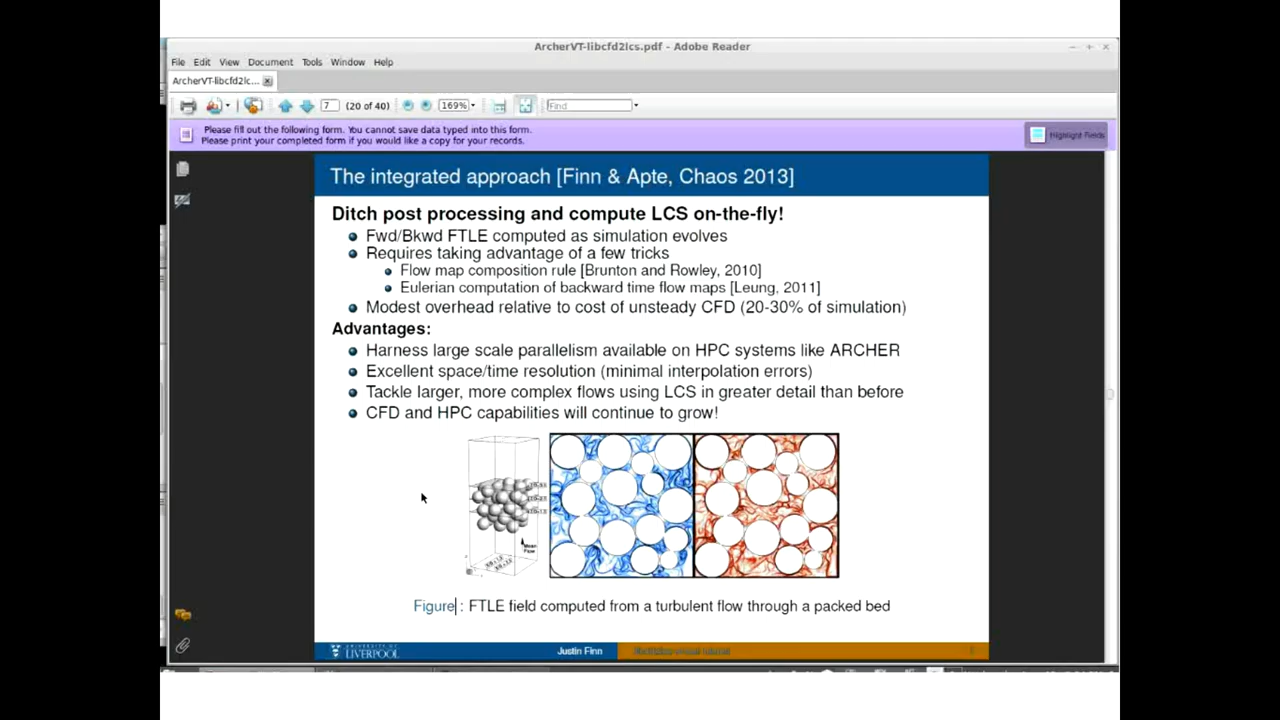 ArcherVT-libcfd2lcs.pdf - Adobe Reader
File Edit View Document Tools Window Help
ArcherVT-libcfd2lc...
7 (20 of 40) 169% Find
Please fill out the following form. You cannot save data typed into this form.
Please print your completed form if you would like a copy for your records.
Highlight Fields
The integrated approach [Finn & Apte, Chaos 2013]
Ditch post processing and compute LCS on-the-fly!
Fwd/Bkwd FTLE computed as simulation evolves
Requires taking advantage of a few tricks
Flow map composition rule [Brunton and Rowley, 2010]
Eulerian computation of backward time flow maps [Leung, 2011]
Modest overhead relative to cost of unsteady CFD (20-30% of simulation)
Advantages:
Harness large scale parallelism available on HPC systems like ARCHER
Excellent space/time resolution (minimal interpolation errors)
Tackle larger, more complex flows using LCS in greater detail than before
CFD and HPC capabilities will continue to grow!
Mean
Flow
Figure : FTLE field computed from a turbulent flow through a packed bed
UNIVERSITY OF
LIVERPOOL
Justin Finn